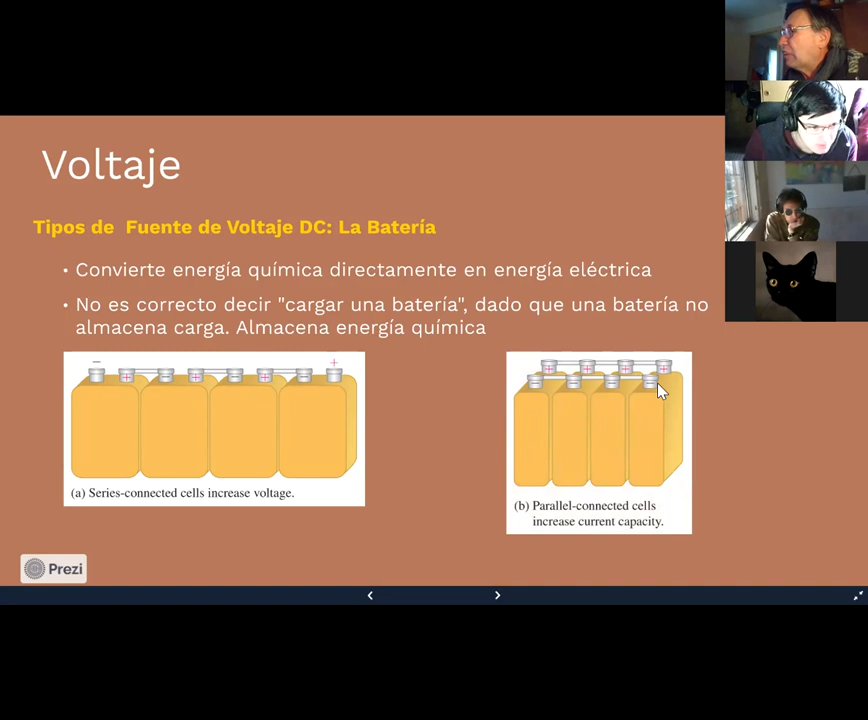 Voltaje
Tipos de Fuente de Voltaje DC: La Batería
• Convierte energía química directamente en energía eléctrica
• No es correcto decir "cargar una batería", dado que una batería no
almacena carga. Almacena energía química
− +
+ − + − + −
+ + + +
− − − −
(a) Series-connected cells increase voltage.
(b) Parallel-connected cells
increase current capacity.
Prezi